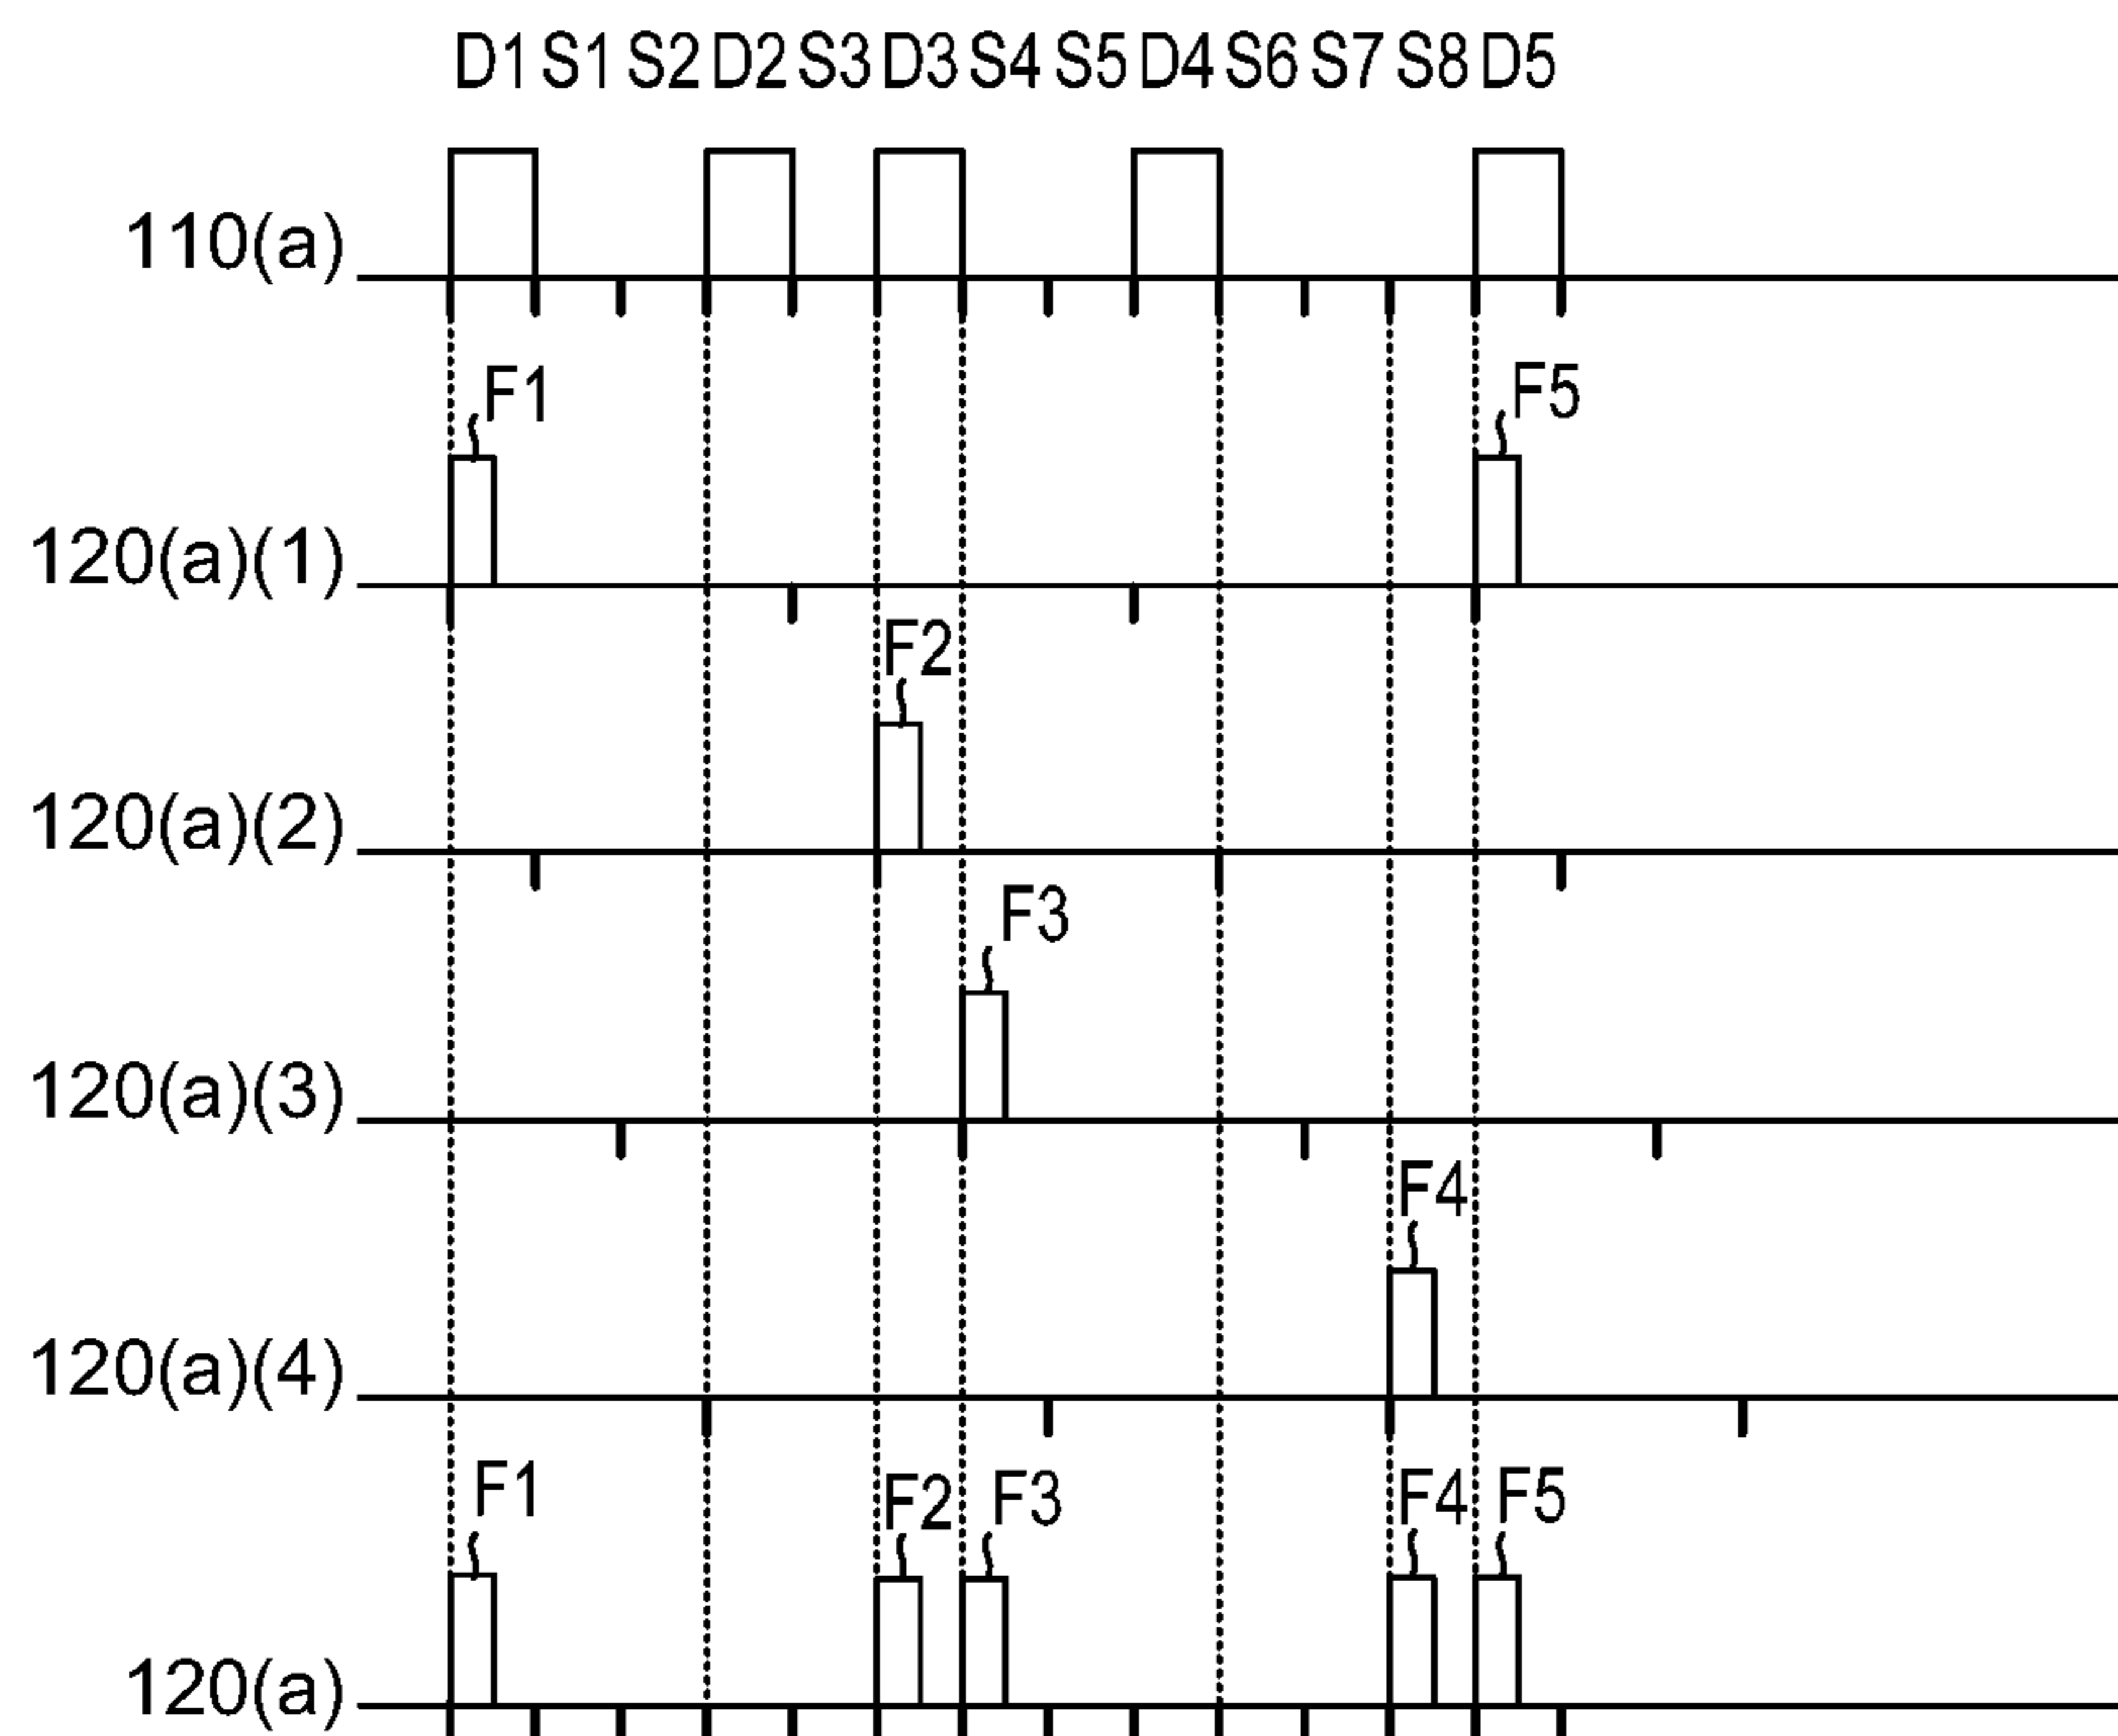 D1 S1 S2 D2 S3 D3 S4 S5 D4 S6 S7 S8 D5
110(a)
F1
F5
120(a)(1)
F2
120(a)(2)
F3
120(a)(3)
F4
120(a)(4)
F1
F2
F3
F4
F5
120(a)